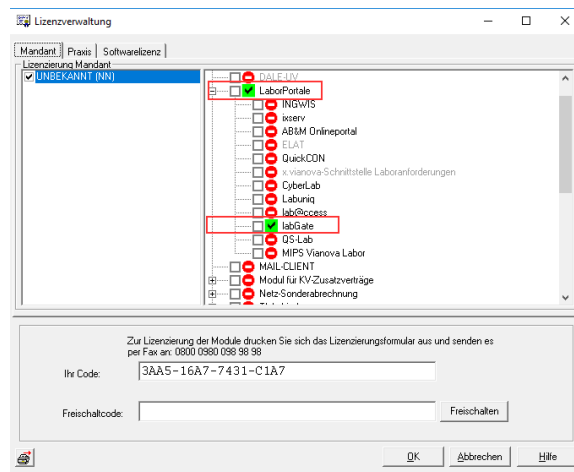 Lizenzverwaltung
Mandant Praxis Softwarelizenz
Lizenzierung Mandant
UNBEKANNT (NN)
DALE-UV
LaborPortale
INGWIS
ixserv
AB&M Onlineportal
ELAT
QuickCON
x.vianova-Schnittstelle Laboranforderungen
CyberLab
Labuniq
lab@ccess
labGate
QS-Lab
MIPS Vianova Labor
MAIL-CLIENT
Modul für KV-Zusatzverträge
Netz-Sonderabrechnung
Zur Lizenzierung der Module drucken Sie sich das Lizenzierungsformular aus und senden es
per Fax an: 0800 0980 098 98 98
Ihr Code: 3AA5-16A7-7431-C1A7
Freischaltcode: Freischalten
OK Abbrechen Hilfe